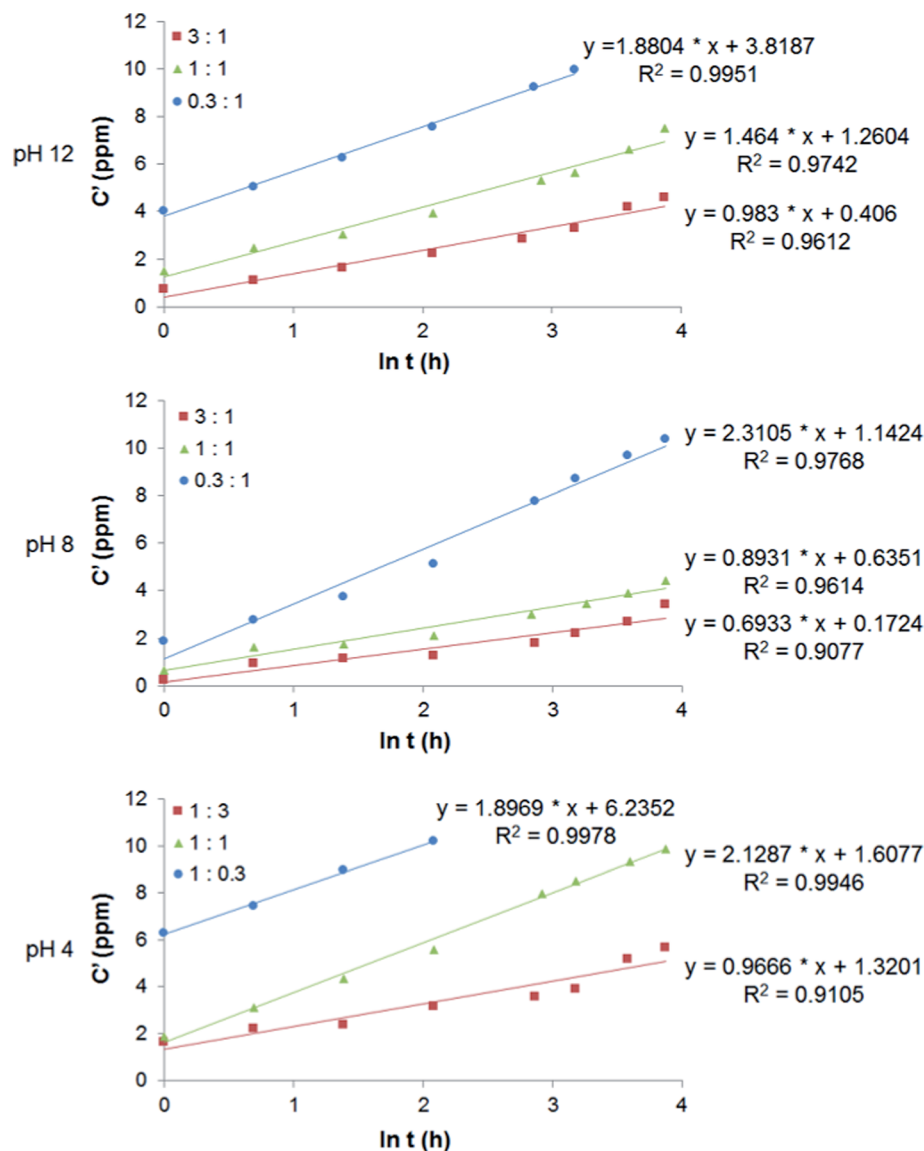 12
10
8
6
4
2
0
3 : 1
1 : 1
0.3 : 1
y =1.8804 * x + 3.8187
R² = 0.9951
y = 1.464 * x + 1.2604
R² = 0.9742
y = 0.983 * x + 0.406
R² = 0.9612
pH 12
C' (ppm)
0 1 2 3 4
ln t (h)
12
10
8
6
4
2
0
3 : 1
1 : 1
0.3 : 1
y = 2.3105 * x + 1.1424
R² = 0.9768
y = 0.8931 * x + 0.6351
R² = 0.9614
y = 0.6933 * x + 0.1724
R² = 0.9077
pH 8
C' (ppm)
0 1 2 3 4
ln t (h)
12
10
8
6
4
2
0
1 : 3
1 : 1
1 : 0.3
y = 1.8969 * x + 6.2352
R² = 0.9978
y = 2.1287 * x + 1.6077
R² = 0.9946
y = 0.9666 * x + 1.3201
R² = 0.9105
pH 4
C' (ppm)
0 1 2 3 4
ln t (h)